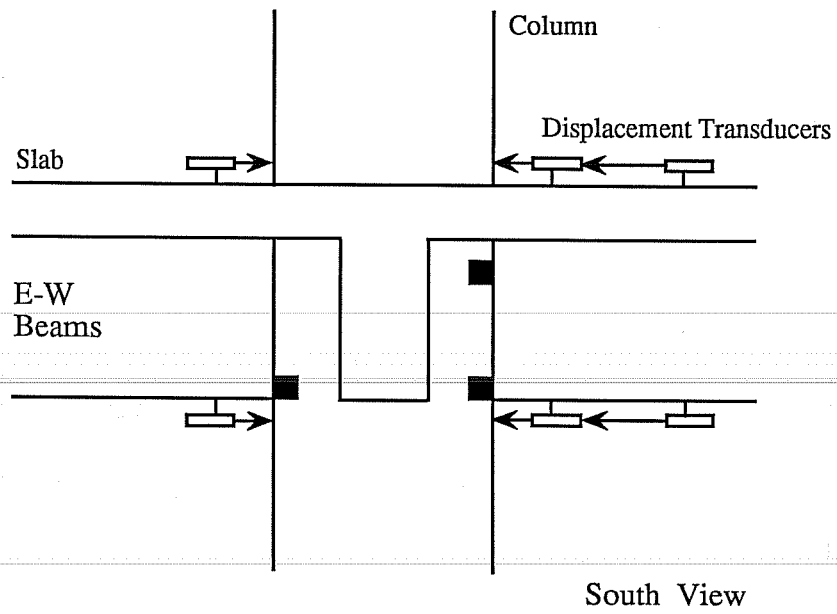 Column
Displacement Transducers
Slab
E-W
Beams
South View